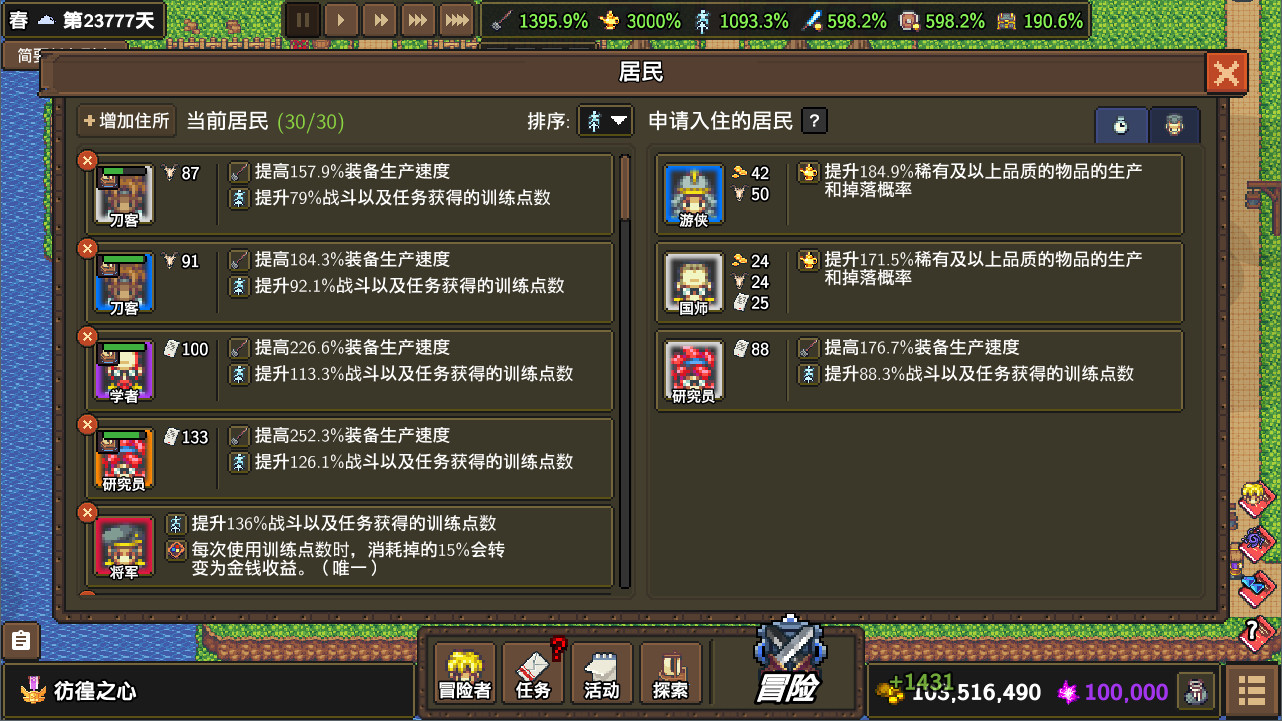 春 第23777天
1395.9% 3000% 1093.3% 598.2% 598.2% 190.6%
居民
+增加住所 当前居民 (30/30) 排序:
申请入住的居民 ?
刀客 87
提高157.9%装备生产速度
提升79%战斗以及任务获得的训练点数
刀客 91
提高184.3%装备生产速度
提升92.1%战斗以及任务获得的训练点数
学者 100
提高226.6%装备生产速度
提升113.3%战斗以及任务获得的训练点数
研究员 133
提高252.3%装备生产速度
提升126.1%战斗以及任务获得的训练点数
将军
提升136%战斗以及任务获得的训练点数
每次使用训练点数时，消耗掉的15%会转
变为金钱收益。（唯一）
游侠 42
50
提升184.9%稀有及以上品质的物品的生产
和掉落概率
国师 24
24
25
提升171.5%稀有及以上品质的物品的生产
和掉落概率
研究员 88
提高176.7%装备生产速度
提升88.3%战斗以及任务获得的训练点数
彷徨之心
冒险者 任务 活动 探索 冒险
+1431
103,516,490 100,000
?